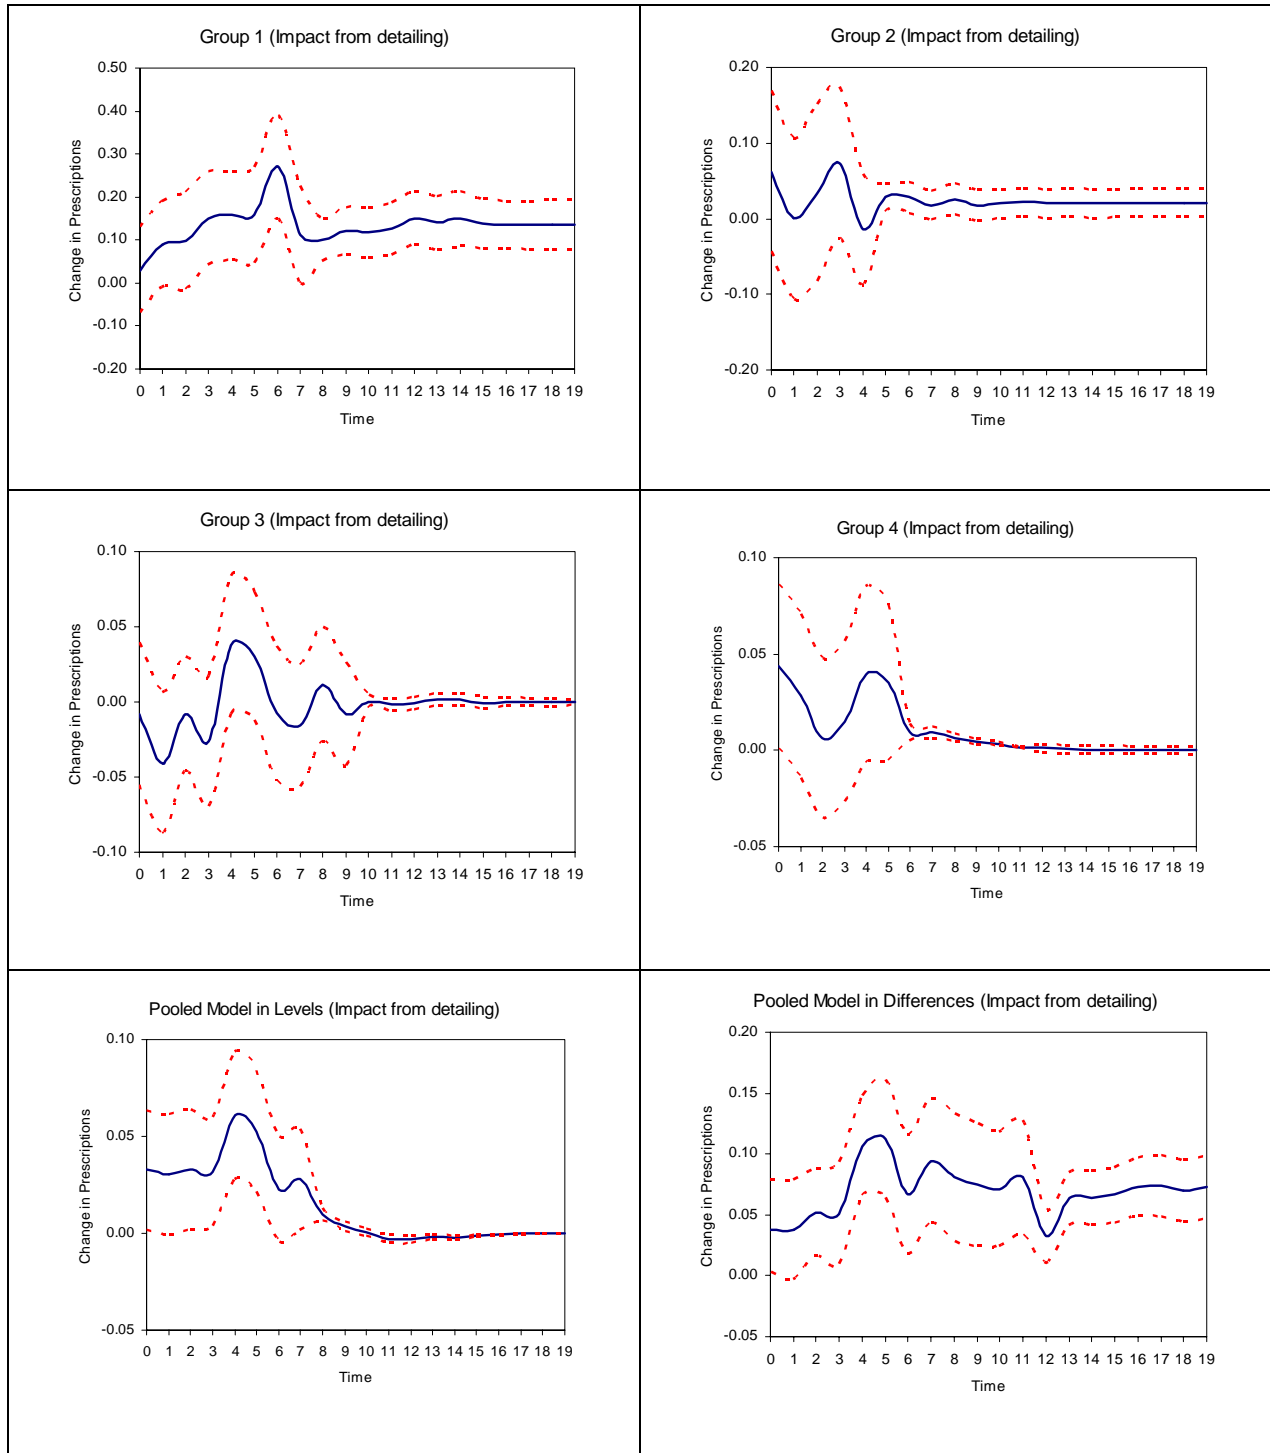 Group 1 (Impact from detailing)
0.50
0.40
0.30
0.20
0.10
0.00
-0.10
-0.20
Change in Prescriptions
0 1 2 3 4 5 6 7 8 9 10 11 12 13 14 15 16 17 18 19
Time
Group 2 (Impact from detailing)
0.20
0.10
0.00
-0.10
-0.20
Change in Prescriptions
0 1 2 3 4 5 6 7 8 9 10 11 12 13 14 15 16 17 18 19
Time
Group 3 (Impact from detailing)
0.10
0.05
0.00
-0.05
-0.10
Change in Prescriptions
0 1 2 3 4 5 6 7 8 9 10 11 12 13 14 15 16 17 18 19
Time
Group 4 (Impact from detailing)
0.10
0.05
0.00
-0.05
Change in Prescriptions
0 1 2 3 4 5 6 7 8 9 10 11 12 13 14 15 16 17 18 19
Time
Pooled Model in Levels (Impact from detailing)
0.10
0.05
0.00
-0.05
Change in Prescriptions
0 1 2 3 4 5 6 7 8 9 10 11 12 13 14 15 16 17 18 19
Time
Pooled Model in Differences (Impact from detailing)
0.20
0.15
0.10
0.05
0.00
-0.05
Change in Prescriptions
0 1 2 3 4 5 6 7 8 9 10 11 12 13 14 15 16 17 18 19
Time